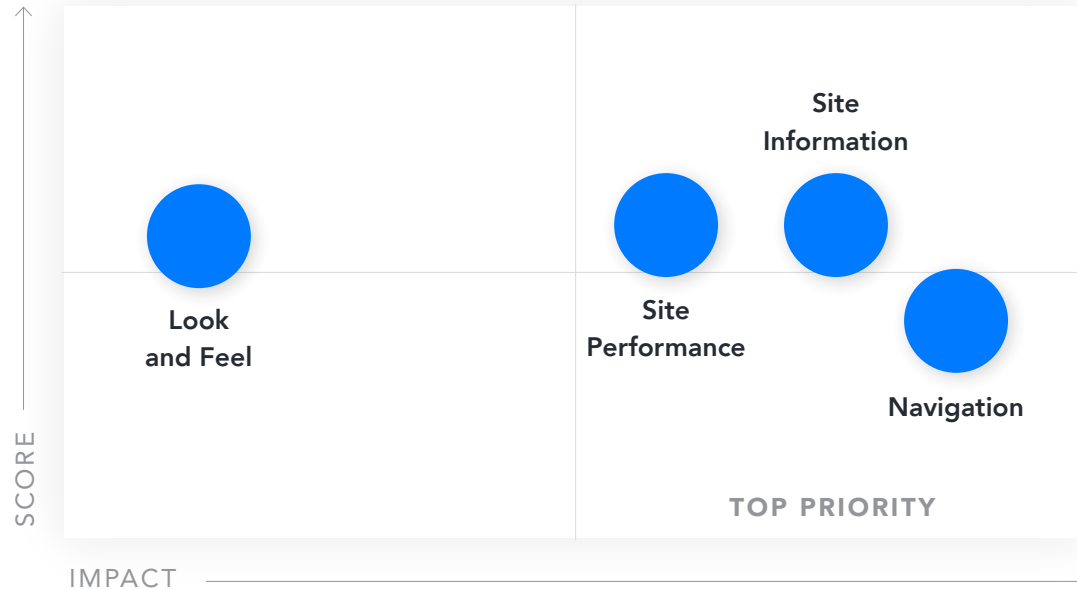 Site
Information
Look
and Feel
Site
Performance
Navigation
TOP PRIORITY
SCORE
IMPACT